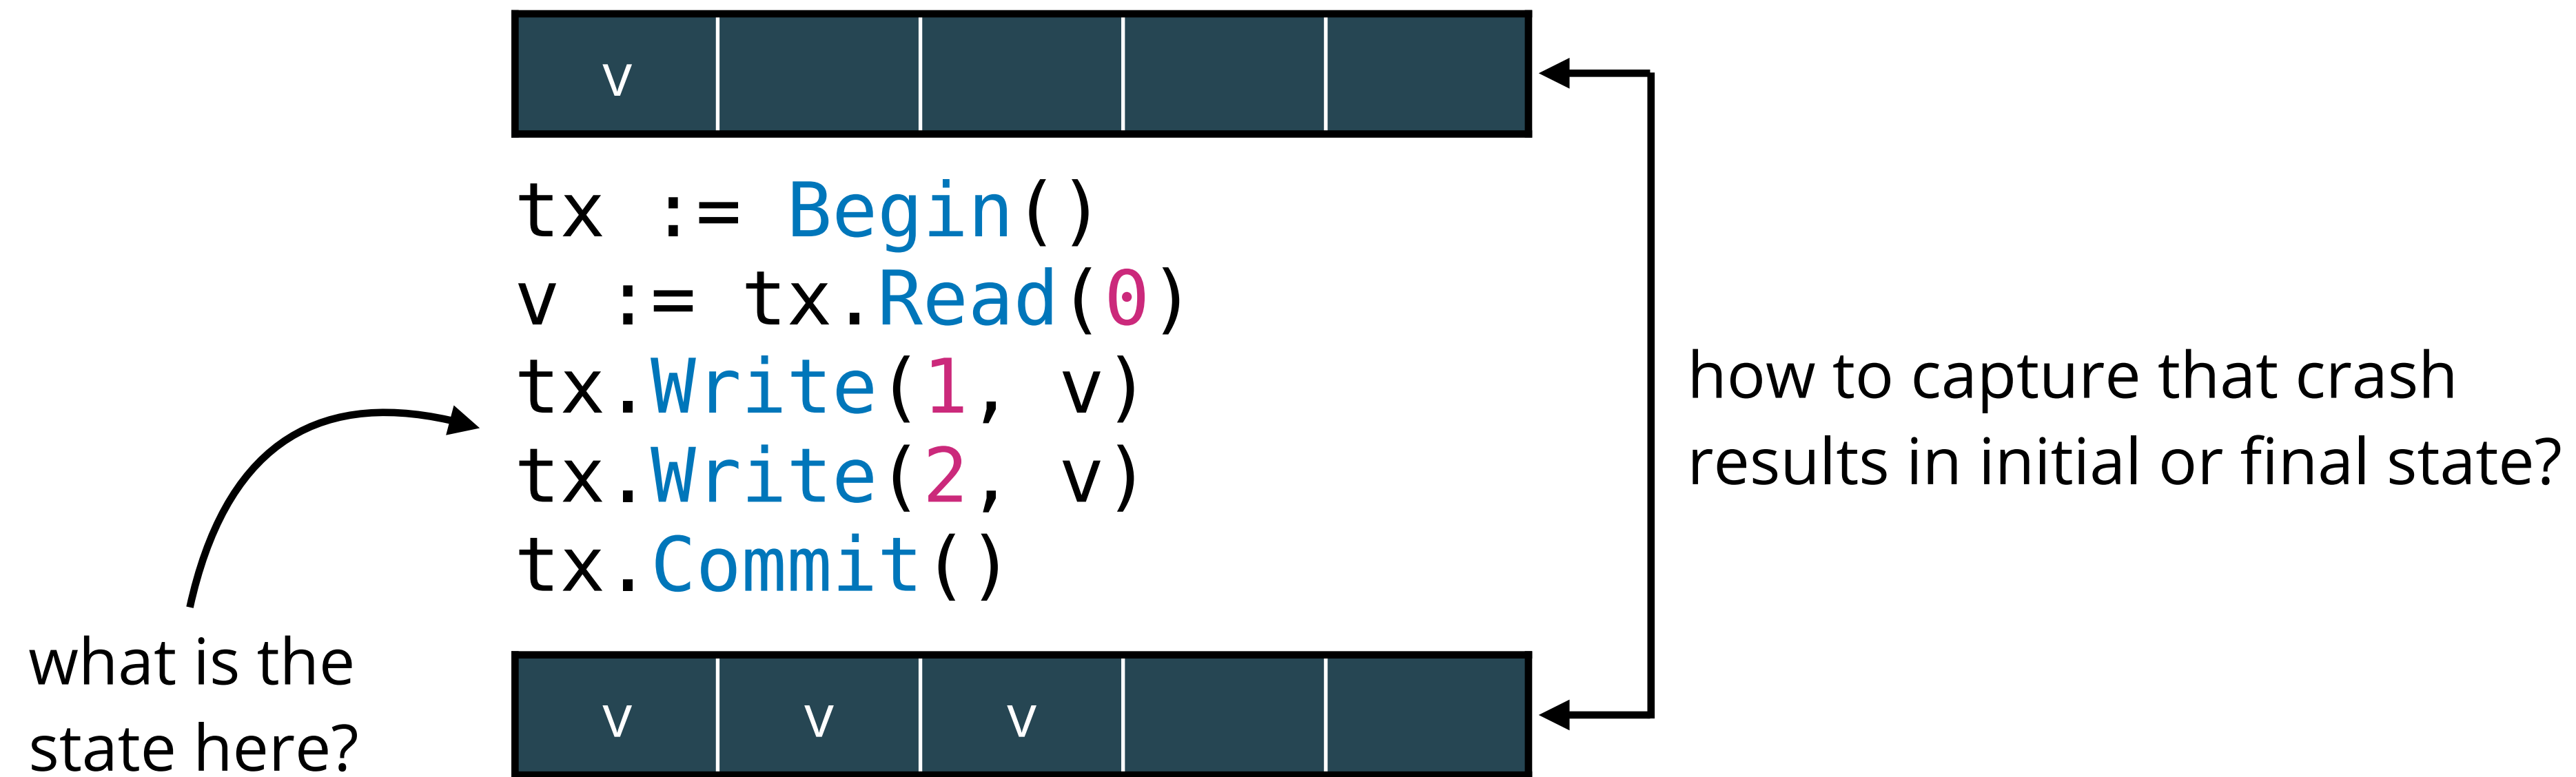 v
tx := Begin()
v := tx.Read(0)
tx.Write(1, v)
tx.Write(2, v)
tx.Commit()
how to capture that crash
results in initial or final state?
what is the
state here?
v v v